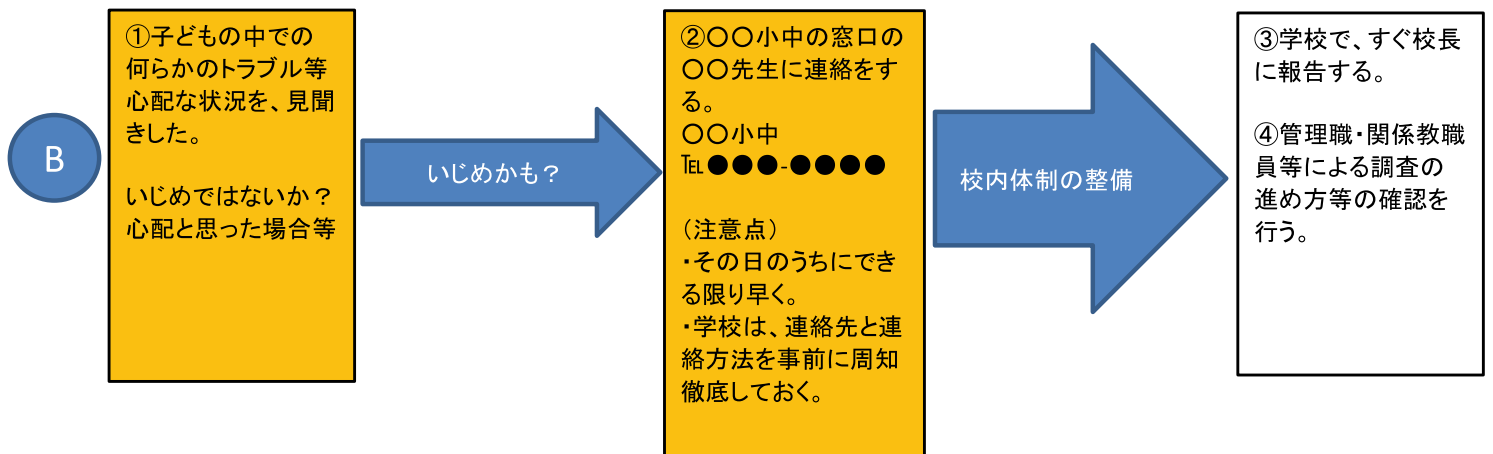 B
①子どもの中での
何らかのトラブル等
心配な状況を、見聞
きした。
いじめではないか？
心配と思った場合等
いじめかも？
②〇〇小中の窓口の
〇〇先生に連絡をす
る。
〇〇小中
℡●●●-●●●●
（注意点）
・その日のうちにでき
る限り早く。
・学校は、連絡先と連
絡方法を事前に周知
徹底しておく。
校内体制の整備
③学校で、すぐ校長
に報告する。
④管理職・関係教職
員等による調査の
進め方等の確認を
行う。